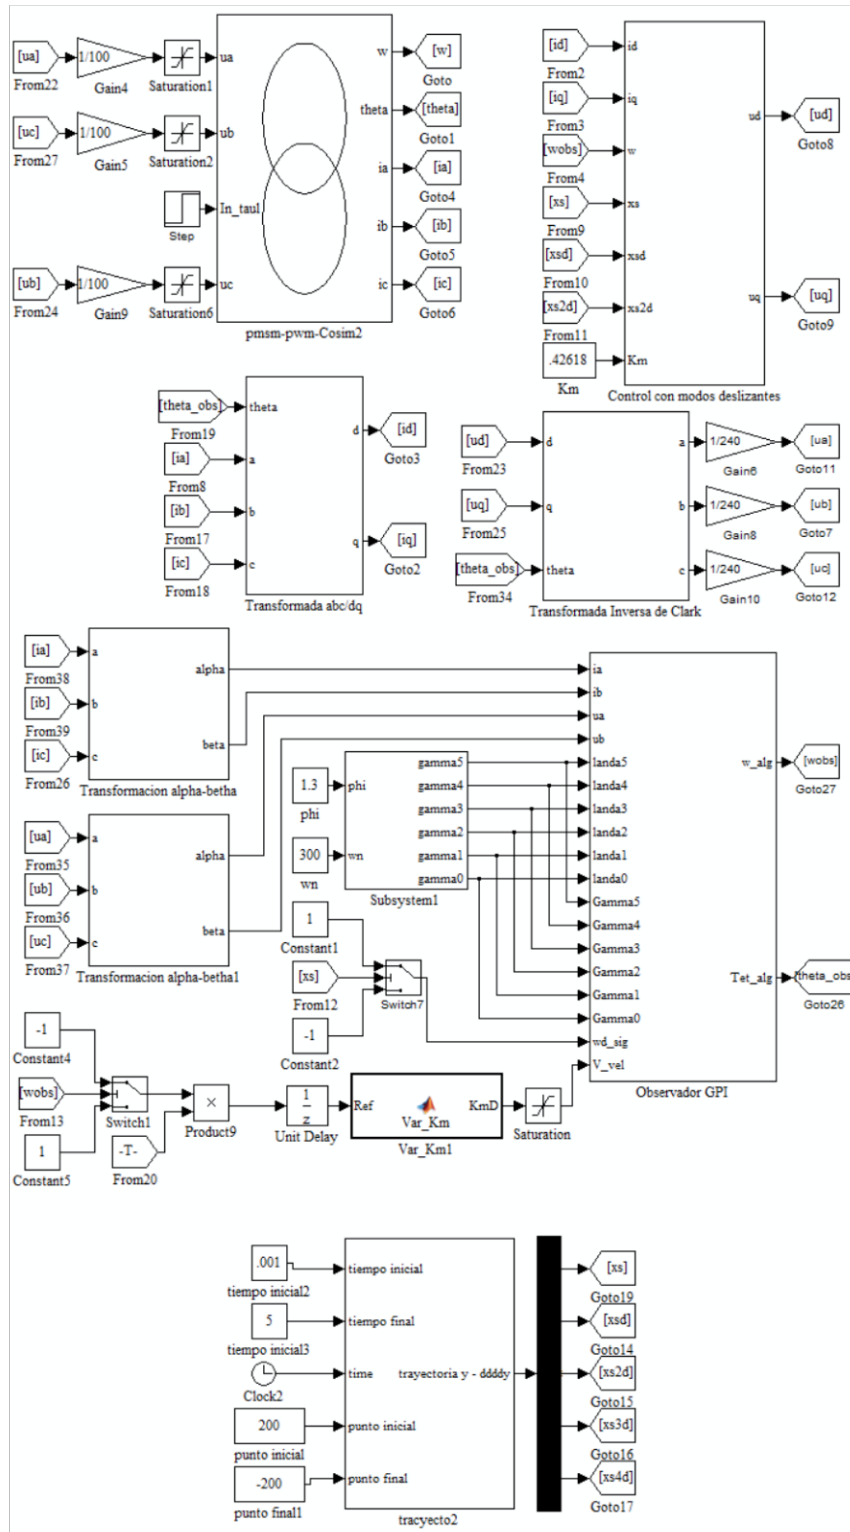 [ua]
From22
1/100
Gain4
Saturation1
ua
[uc]
From27
1/100
Gain5
Saturation2
ub
Step
In_taul
[ub]
From24
1/100
Gain9
Saturation6
uc
w
[w]
Goto
theta
[theta]
Goto1
ia
[ia]
Goto4
ib
[ib]
Goto5
ic
[ic]
Goto6
pmsm-pwm-Cosim2
[id]
From2
id
[iq]
From3
iq
[wobs]
From4
w
[xs]
From9
xs
[xsd]
From10
xsd
[xs2d]
From11
xs2d
.42618
Km
Km
ud
[ud]
Goto8
uq
[uq]
Goto9
Control con modos deslizantes
[theta_obs]
From19
theta
[ia]
From8
a
[ib]
From17
b
[ic]
From18
c
d
[id]
Goto3
q
[iq]
Goto2
Transformada abc/dq
[ud]
From23
d
[uq]
From25
q
[theta_obs]
From34
theta
a
1/240
Gain6
[ua]
Goto11
b
1/240
Gain8
[ub]
Goto7
c
1/240
Gain10
[uc]
Goto12
Transformada Inversa de Clark
[ia]
From38
a
[ib]
From39
b
[ic]
From26
c
alpha
beta
Transformacion alpha-betha
[ua]
From35
a
[ub]
From36
b
[uc]
From37
c
alpha
beta
Transformacion alpha-betha1
1.3
phi
phi
300
wn
wn
gamma5
gamma4
gamma3
gamma2
gamma1
gamma0
Subsystem1
1
Constant1
[xs]
From12
-1
Constant2
Switch7
ia
ib
ua
ub
landa5
landa4
landa3
landa2
landa1
landa0
Gamma5
Gamma4
Gamma3
Gamma2
Gamma1
Gamma0
wd_sig
V_vel
w_alg
[wobs]
Goto27
Tet_alg
[theta_obs
Goto26
Observador GPI
-1
Constant4
[wobs]
From13
1
Constant5
Switch1
-T-
From20
×
Product9
1
z
Unit Delay
Ref
Var_Km
KmD
Var_Km1
Saturation
.001
tiempo inicial2
tiempo inicial
5
tiempo inicial3
tiempo final
Clock2
time
200
punto inicial
punto inicial
-200
punto final1
punto final
trayectoria y - ddddy
tracyecto2
[xs]
Goto19
[xsd]
Goto14
[xs2d]
Goto15
[xs3d]
Goto16
[xs4d]
Goto17